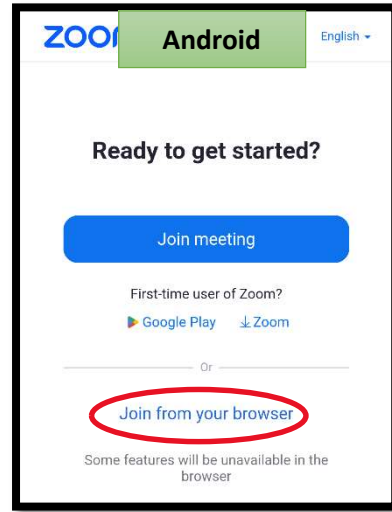 ZOOM Android English
Ready to get started?
Join meeting
First-time user of Zoom?
Google Play Zoom
Or
Join from your browser
Some features will be unavailable in the
browser